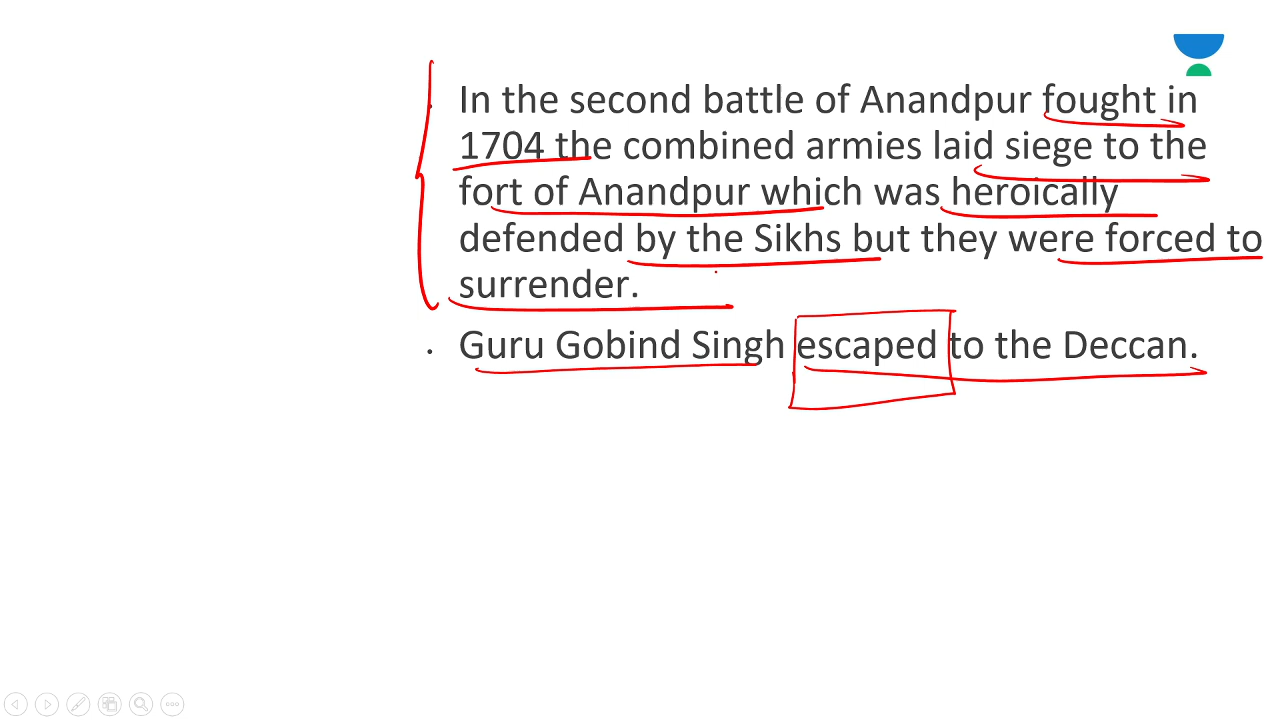 In the second battle of Anandpur fought in
1704 the combined armies laid siege to the
fort of Anandpur which was heroically
defended by the Sikhs but they were forced to
surrender.
Guru Gobind Singh escaped to the Deccan.